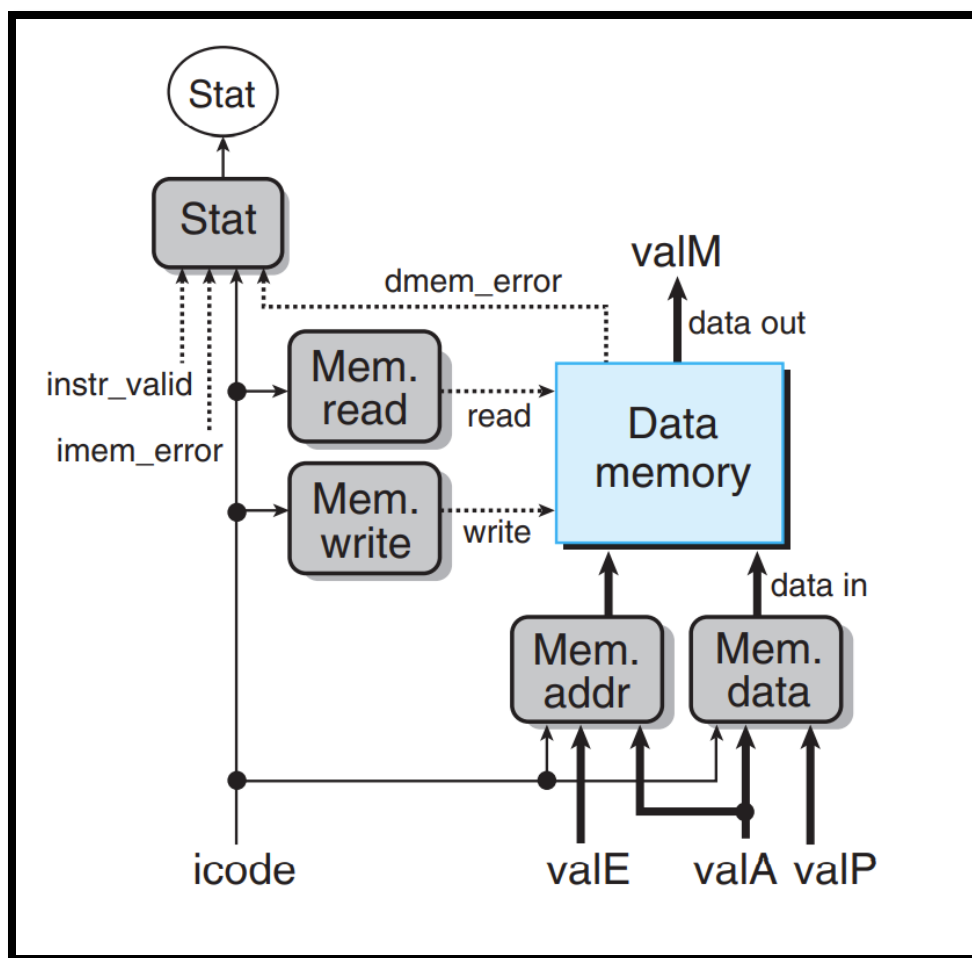 Stat
Stat
valM
dmem_error
data out
instr_valid
imem_error
Mem.
read
read
Data
memory
Mem.
write
write
data in
Mem.
addr
Mem.
data
icode
valE
valA
valP